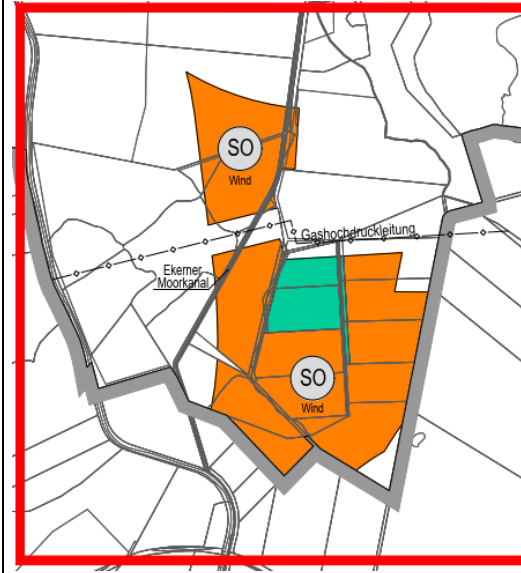 SO
Wind
Gashochdruckleitung
Ekerner
Moorkanal
SO
Wind